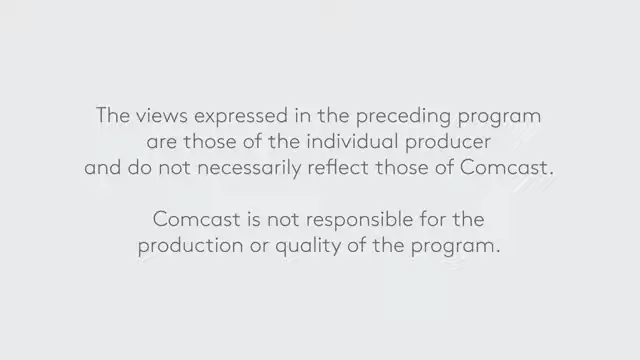 The views expressed in the preceding program
are those of the individual producer
and do not necessarily reflect those of Comcast.
Comcast is not responsible for the
production or quality of the program.